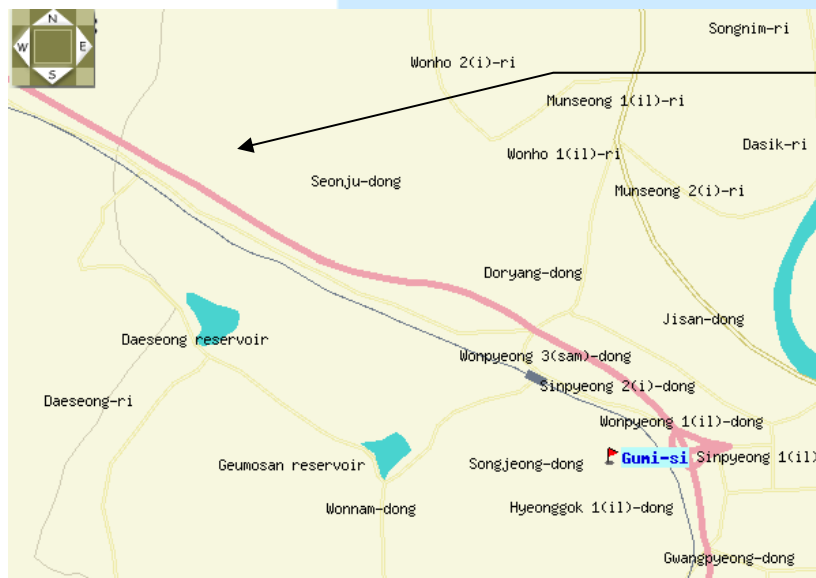 N
W E
S
Songnim-ri
Wonho 2(i)-ri
Munseong 1(il)-ri
Dasik-ri
Wonho 1(il)-ri
Seonju-dong
Munseong 2(i)-ri
Doryang-dong
Jisan-dong
Daeseong reservoir
Wonpyeong 3(sam)-dong
Sinpyeong 2(i)-dong
Daeseong-ri
Wonpyeong 1(il)-dong
Gumi-si
Sinpyeong 1(il)
Geumosan reservoir
Songjeong-dong
Wonnam-dong
Hyeonggok 1(il)-dong
Gwangpyeong-dong